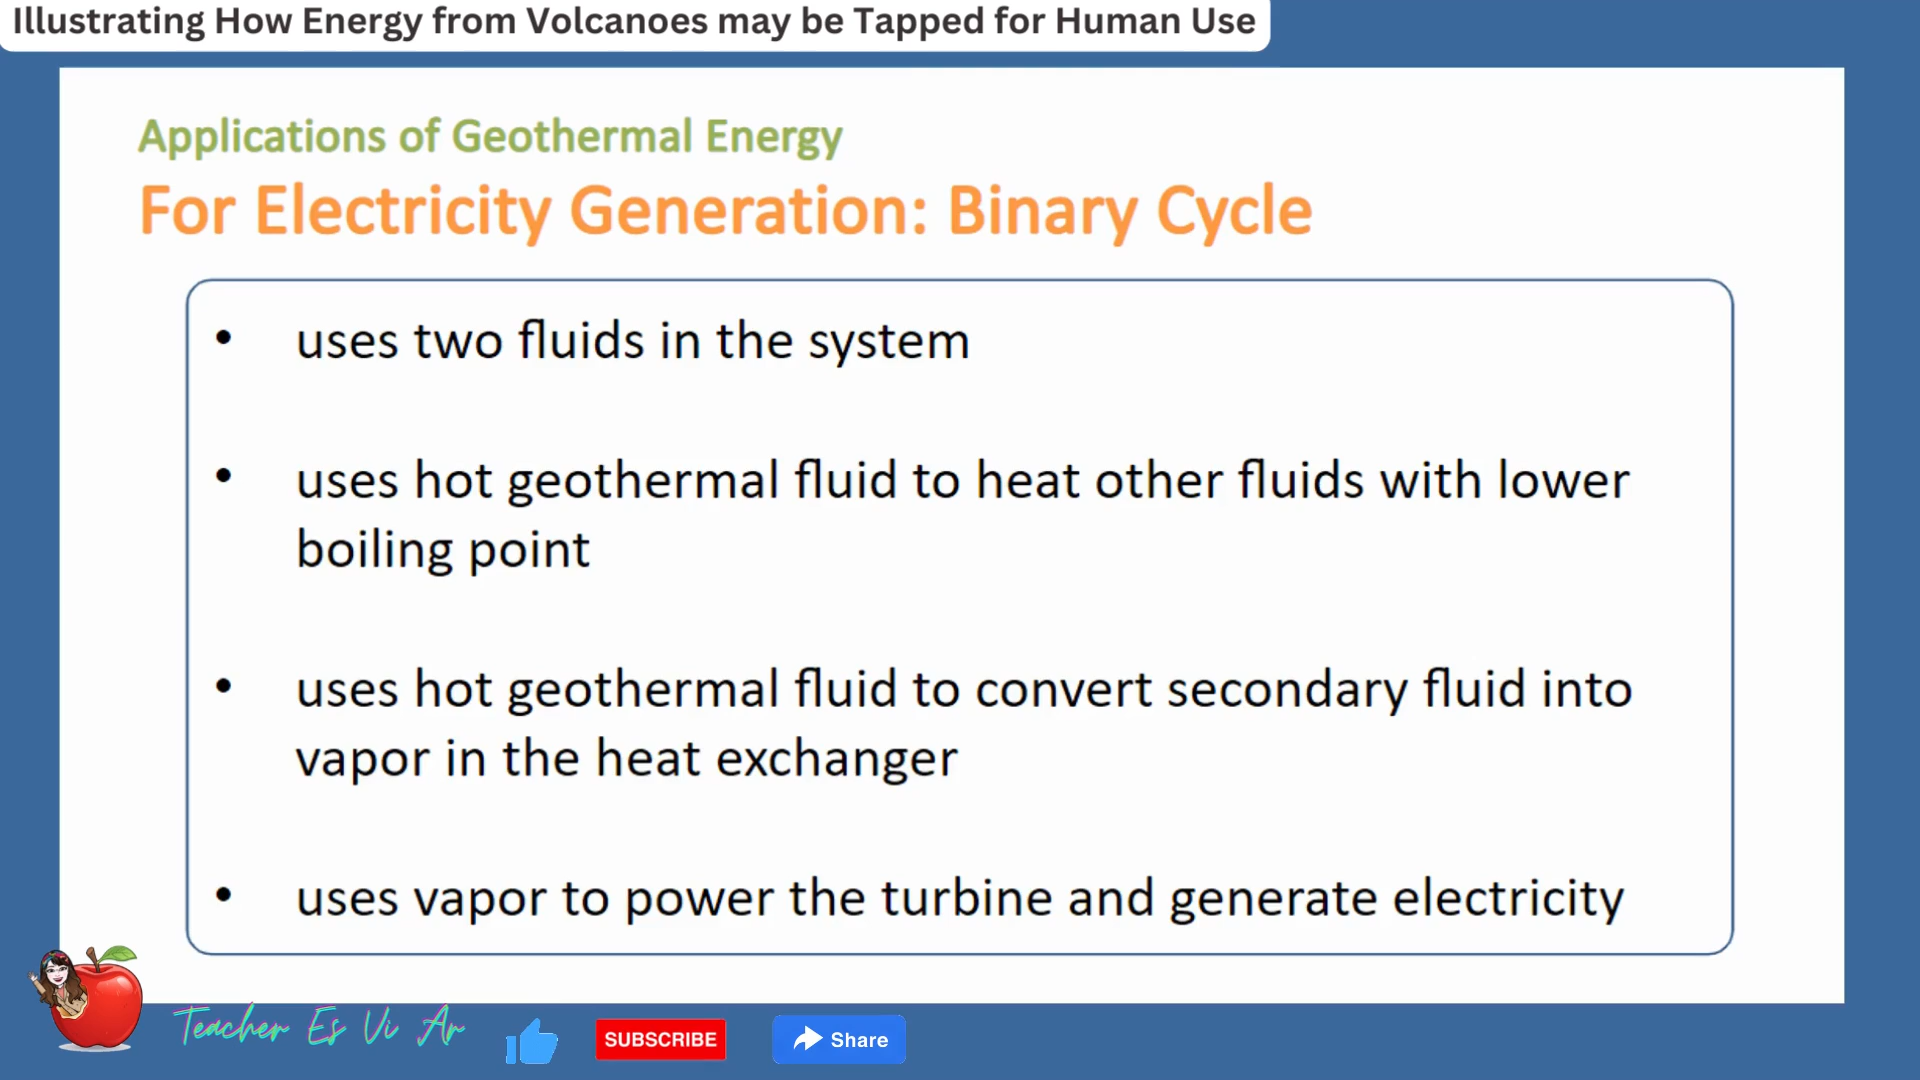 Illustrating How Energy from Volcanoes may be Tapped for Human Use
Applications of Geothermal Energy
For Electricity Generation: Binary Cycle
• uses two fluids in the system
• uses hot geothermal fluid to heat other fluids with lower
boiling point
• uses hot geothermal fluid to convert secondary fluid into
vapor in the heat exchanger
• uses vapor to power the turbine and generate electricity
Teacher Es Vi Ar
SUBSCRIBE
Share